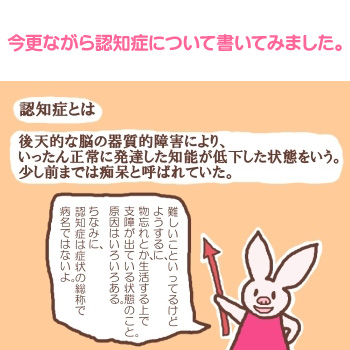 今更ながら認知症について書いてみました。
認知症とは
後天的な脳の器質的障害により、
いったん正常に発達した知能が低下した状態をいう。
少し前までは痴呆と呼ばれていた。
難しいこといってるけど
ようするに、
物忘れとか生活する上で
支障が出ている状態のこと。
原因はいろいろある
ちなみに、
認知症は症状の総称で
病名ではないよ。